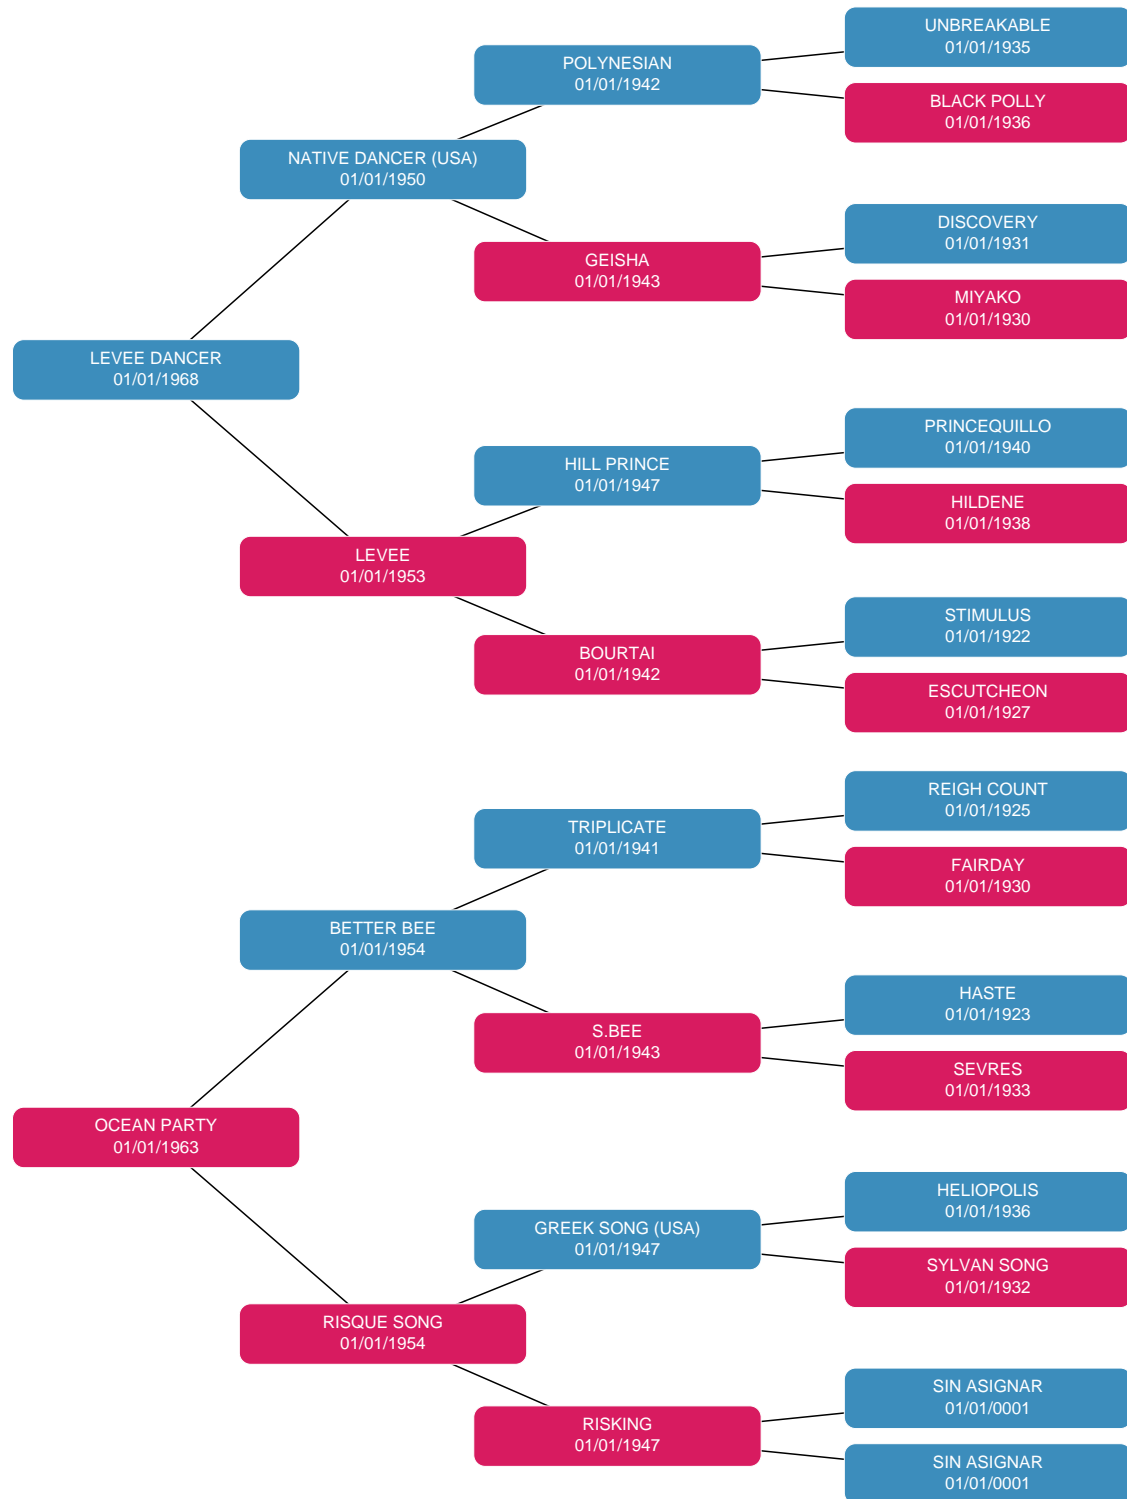 UNBREAKABLE
01/01/1935
POLYNESIAN
01/01/1942
BLACK POLLY
01/01/1936
NATIVE DANCER (USA)
01/01/1950
DISCOVERY
01/01/1931
GEISHA
01/01/1943
MIYAKO
01/01/1930
LEVEE DANCER
01/01/1968
PRINCEQUILLO
01/01/1940
HILL PRINCE
01/01/1947
HILDENE
01/01/1938
LEVEE
01/01/1953
STIMULUS
01/01/1922
BOURTAI
01/01/1942
ESCUTCHEON
01/01/1927
REIGH COUNT
01/01/1925
TRIPLICATE
01/01/1941
FAIRDAY
01/01/1930
BETTER BEE
01/01/1954
HASTE
01/01/1923
S.BEE
01/01/1943
SEVRES
01/01/1933
OCEAN PARTY
01/01/1963
HELIOPOLIS
01/01/1936
GREEK SONG (USA)
01/01/1947
SYLVAN SONG
01/01/1932
RISQUE SONG
01/01/1954
SIN ASIGNAR
01/01/0001
RISKING
01/01/1947
SIN ASIGNAR
01/01/0001